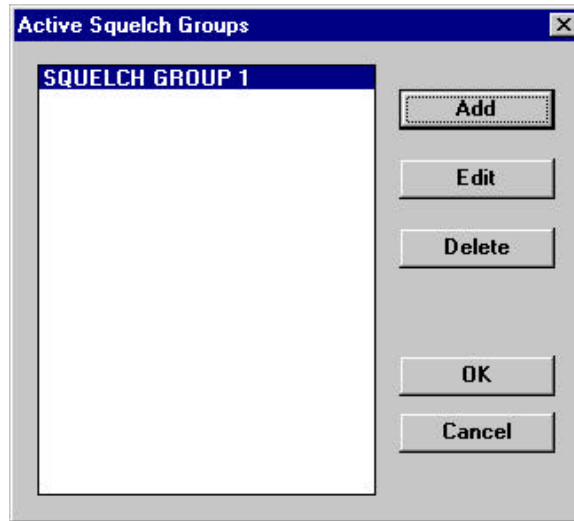 Active Squelch Groups
SQUELCH GROUP 1
Add
Edit
Delete
OK
Cancel